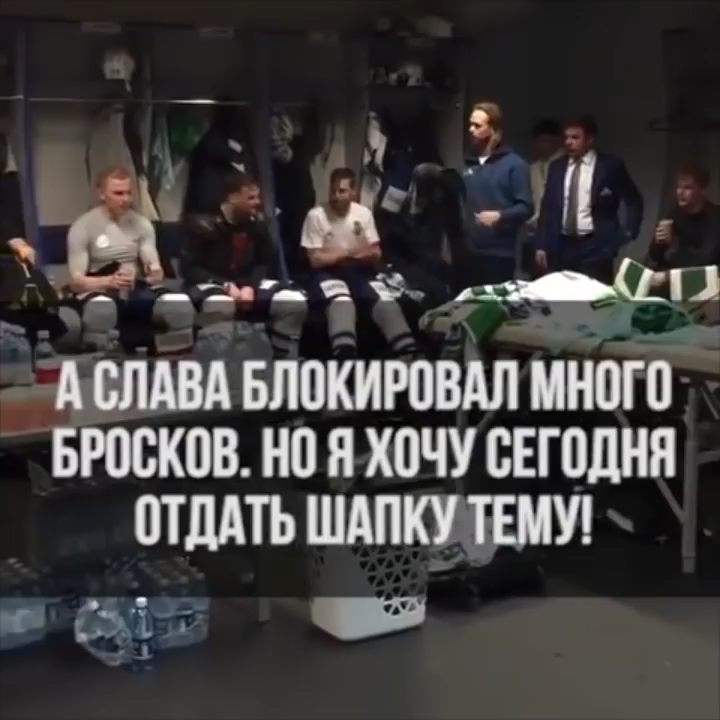 А СЛАВА БЛОКИРОВАЛ МНОГО
БРОСКОВ. НО Я ХОЧУ СЕГОДНЯ
ОТДАТЬ ШАПКУ ТЕМУ!